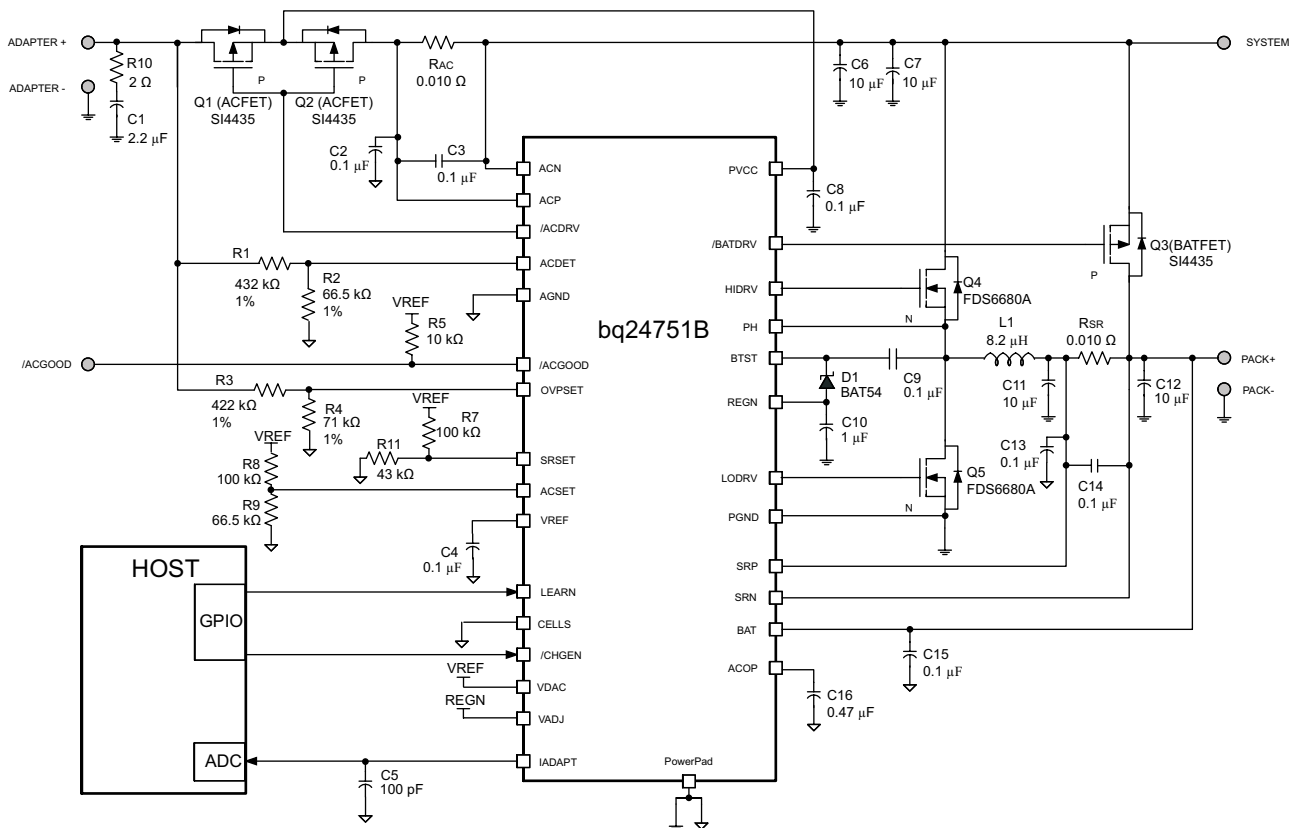 ADAPTER +
ADAPTER -
R10
2 Ω
C1
2.2 µF
Q1 (ACFET)
SI4435
P
Q2 (ACFET)
SI4435
P
RAC
0.010 Ω
C6
10 µF
C7
10 µF
SYSTEM
C2
0.1 µF
C3
0.1 µF
C8
0.1 µF
Q3(BATFET)
SI4435
P
R1
432 kΩ
1%
R2
66.5 kΩ
1%
VREF
R5
10 kΩ
/ACGOOD
R3
422 kΩ
1%
R4
71 kΩ
1%
VREF
R7
100 kΩ
R11
43 kΩ
VREF
R8
100 kΩ
R9
66.5 kΩ
C4
0.1 µF
HOST
GPIO
ADC
VREF
REGN
C5
100 pF
bq24751B
ACN
ACP
/ACDRV
ACDET
AGND
/ACGOOD
OVPSET
SRSET
ACSET
VREF
LEARN
CELLS
/CHGEN
VDAC
VADJ
IADAPT
PowerPad
PVCC
/BATDRV
HIDRV
PH
BTST
REGN
LODRV
PGND
SRP
SRN
BAT
ACOP
Q4
FDS6680A
N
D1
BAT54
C9
0.1 µF
C10
1 µF
L1
8.2 µH
RSR
0.010 Ω
C11
10 µF
C12
10 µF
PACK+
PACK-
Q5
FDS6680A
N
C13
0.1 µF
C14
0.1 µF
C15
0.1 µF
C16
0.47 µF